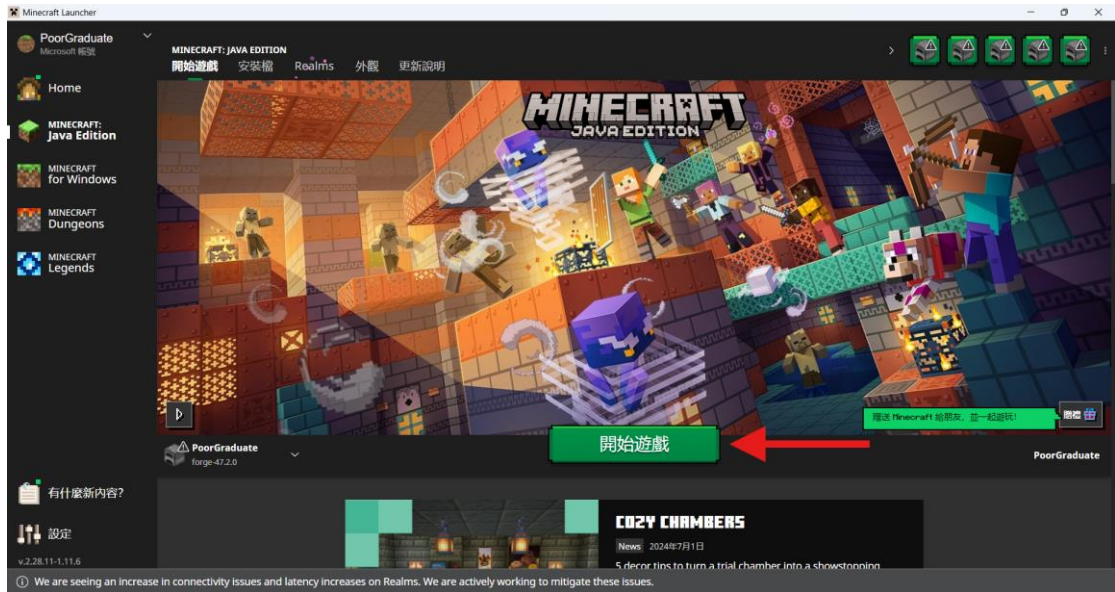 Minecraft Launcher
PoorGraduate
Microsoft 帳號
Home
MINECRAFT:
Java Edition
MINECRAFT
for Windows
MINECRAFT
Dungeons
MINECRAFT
Legends
有什麼新內容?
設定
v.2.28.11-1.11.6
MINECRAFT: JAVA EDITION
開始遊戲 安裝檔 Realms 外觀 更新說明
MINECRAFT
JAVA EDITION
贈送 Minecraft 給朋友，並一起遊玩!
開始遊戲
PoorGraduate
forge-47.2.0
PoorGraduate
COZY CHAMBERS
News 2024年7月1日
5 decor tips to turn a trial chamber into a showstopping
We are seeing an increase in connectivity issues and latency increases on Realms. We are actively working to mitigate these issues.